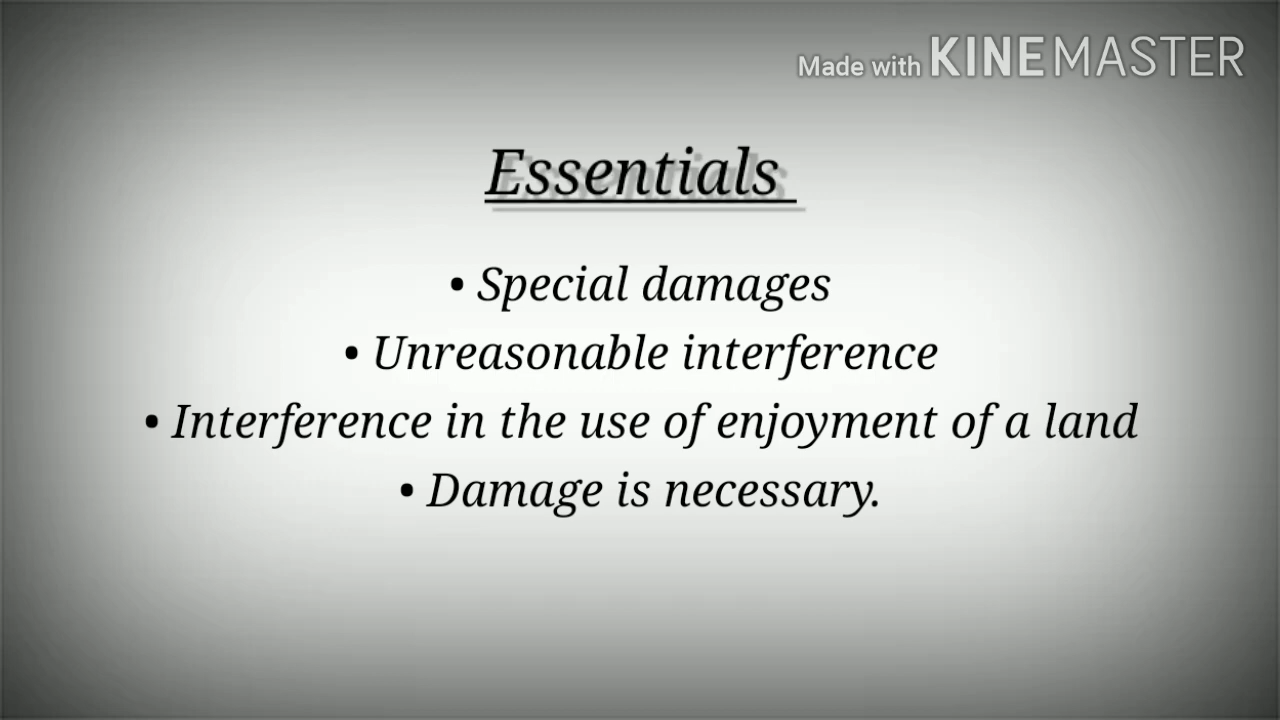 Made with KINEMASTER
Essentials
• Special damages
• Unreasonable interference
• Interference in the use of enjoyment of a land
• Damage is necessary.